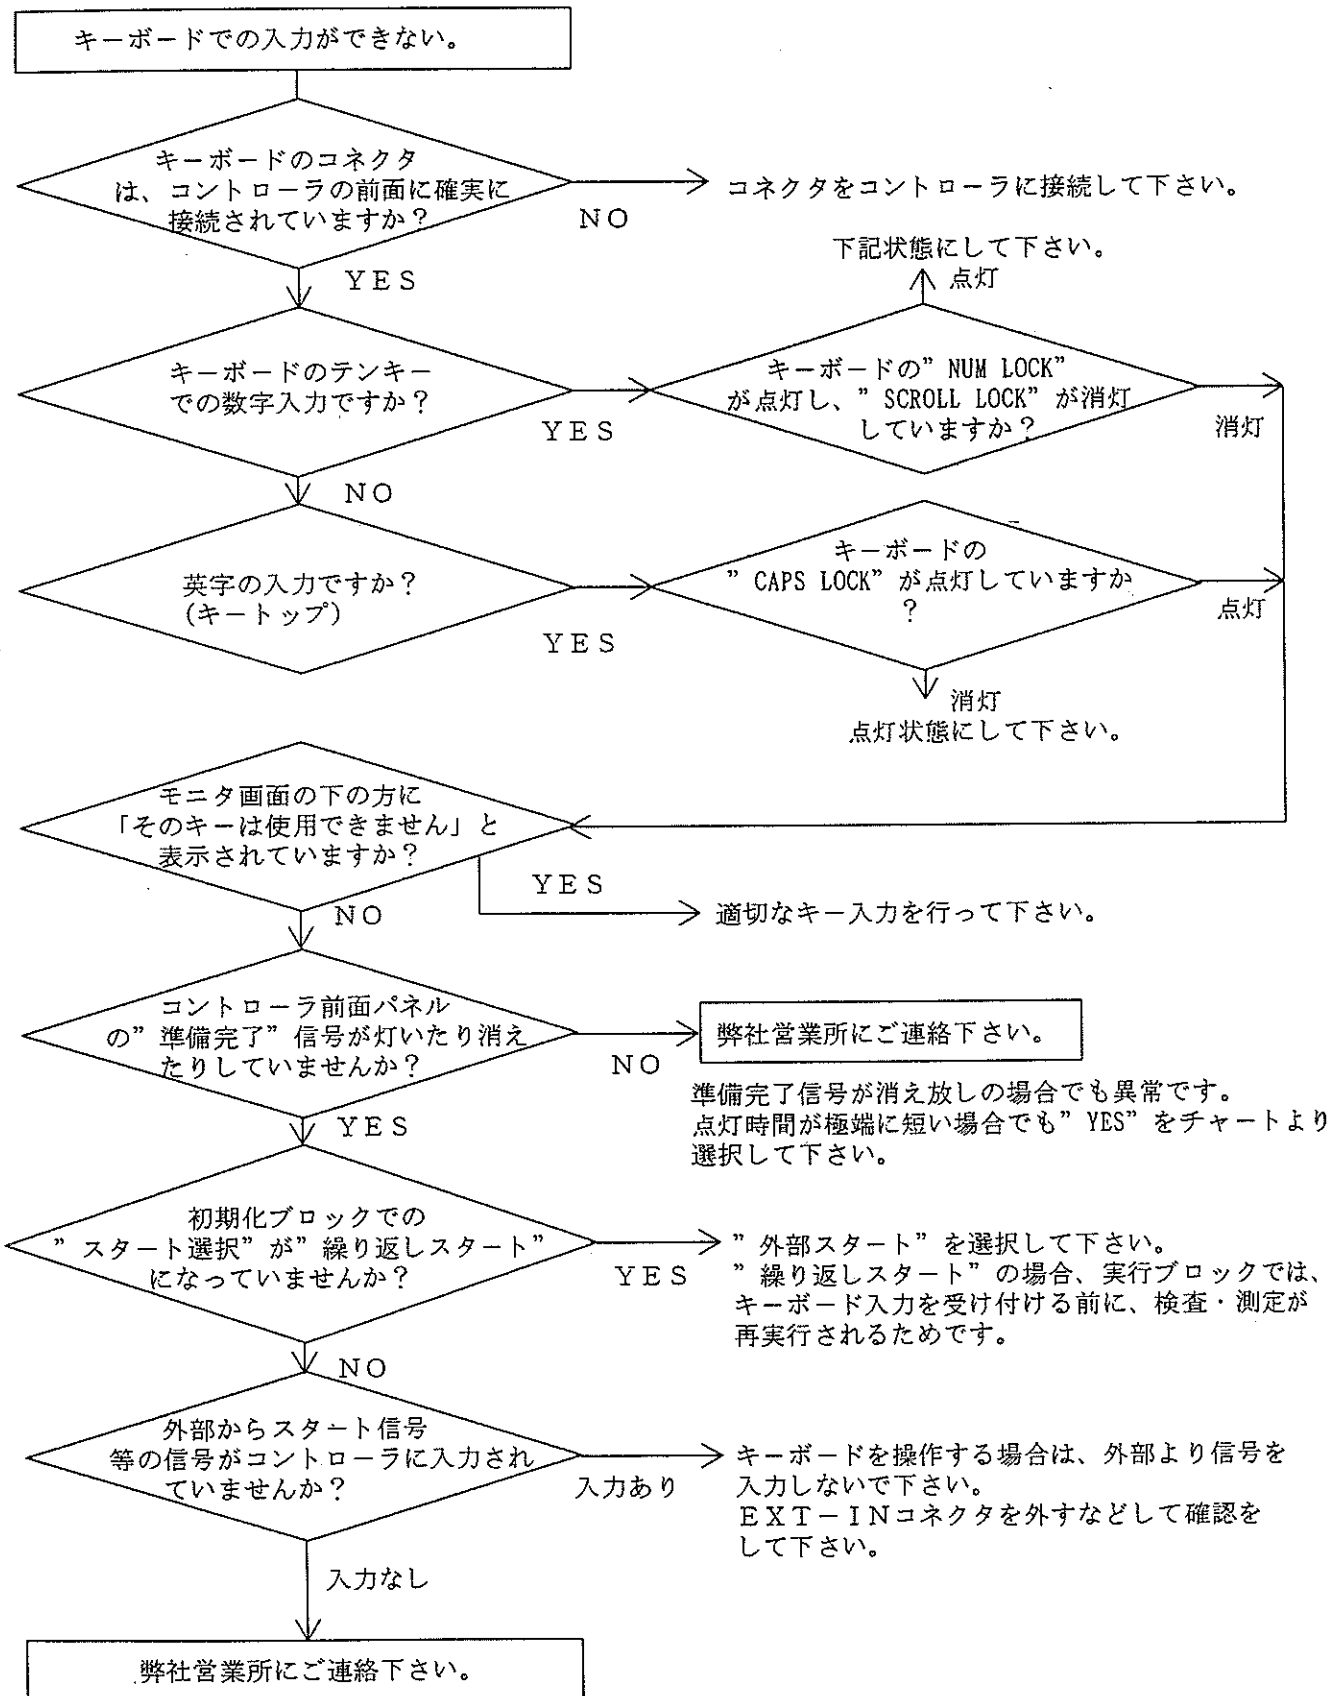 キーボードでの入力ができない。
キーボードのコネクタ
は、コントローラの前面に確実に
接続されていますか？
NO
コネクタをコントローラに接続して下さい。
YES
下記状態にして下さい。
点灯
キーボードのテンキー
での数字入力ですか？
YES
キーボードの”NUM LOCK”
が点灯し、”SCROLL LOCK”が消灯
していますか？
消灯
NO
英字の入力ですか？
(キートップ)
YES
キーボードの
”CAPS LOCK”が点灯していますか
？
点灯
消灯
点灯状態にして下さい。
モニタ画面の下の方に
「そのキーは使用できません」と
表示されていますか？
YES
適切なキー入力を行って下さい。
NO
コントローラ前面パネル
の”準備完了”信号が灯いたり消え
たりしていませんか？
NO
弊社営業所にご連絡下さい。
準備完了信号が消え放しの場合でも異常です。
点灯時間が極端に短い場合でも”YES”をチャートより
選択して下さい。
YES
初期化ブロックでの
”スタート選択”が”繰り返しスタート”
になっていませんか？
YES
”外部スタート”を選択して下さい。
”繰り返しスタート”の場合、実行ブロックでは、
キーボード入力を受け付ける前に、検査・測定が
再実行されるためです。
NO
外部からスタート信号
等の信号がコントローラに入力され
ていませんか？
入力あり
キーボードを操作する場合は、外部より信号を
入力しないで下さい。
EXT－INコネクタを外すなどして確認を
して下さい。
入力なし
弊社営業所にご連絡下さい。